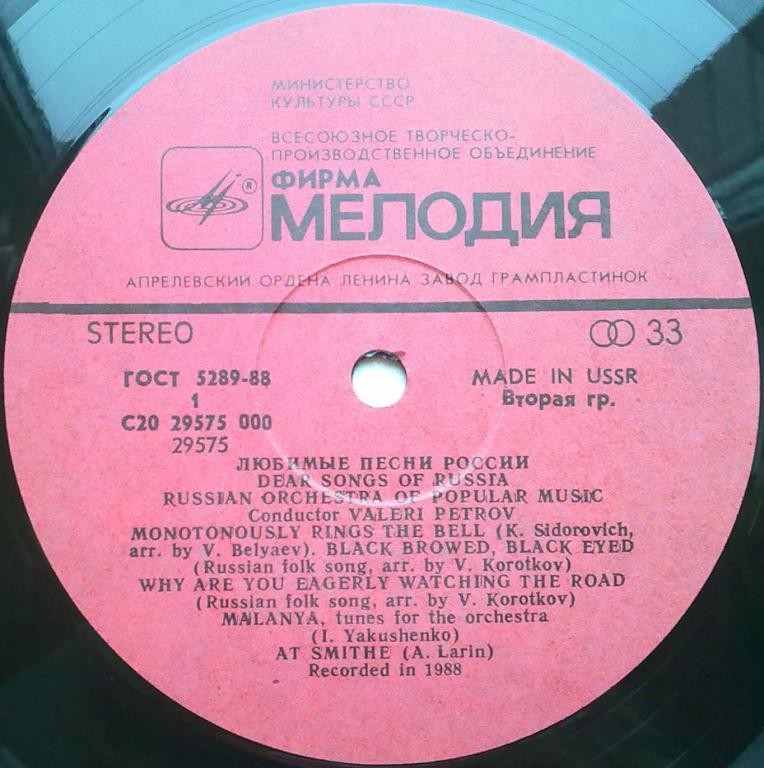 МИНИСТЕРСТВО
КУЛЬТУРЫ СССР
ВСЕСОЮЗНОЕ ТВОРЧЕСКО-
ПРОИЗВОДСТВЕННОЕ ОБЪЕДИНЕНИЕ
®
ФИРМА
МЕЛОДИЯ
АПРЕЛЕВСКИЙ ОРДЕНА ЛЕНИНА ЗАВОД ГРАМПЛАСТИНОК
STEREO 33
ГОСТ 5289-88 MADE IN USSR
1 Вторая гр.
С20 29575 000
29575
ЛЮБИМЫЕ ПЕСНИ РОССИИ
DEAR SONGS OF RUSSIA
RUSSIAN ORCHESTRA OF POPULAR MUSIC
Conductor VALERI PETROV
MONOTONOUSLY RINGS THE BELL (K. Sidorovich,
arr. by V. Belyaev). BLACK BROWED, BLACK EYED
(Russian folk song, arr. by V. Korotkov)
WHY ARE YOU EAGERLY WATCHING THE ROAD
(Russian folk song, arr. by V. Korotkov)
MALANYA, tunes for the orchestra
(I. Yakushenko)
AT SMITHE (A. Larin)
Recorded in 1988